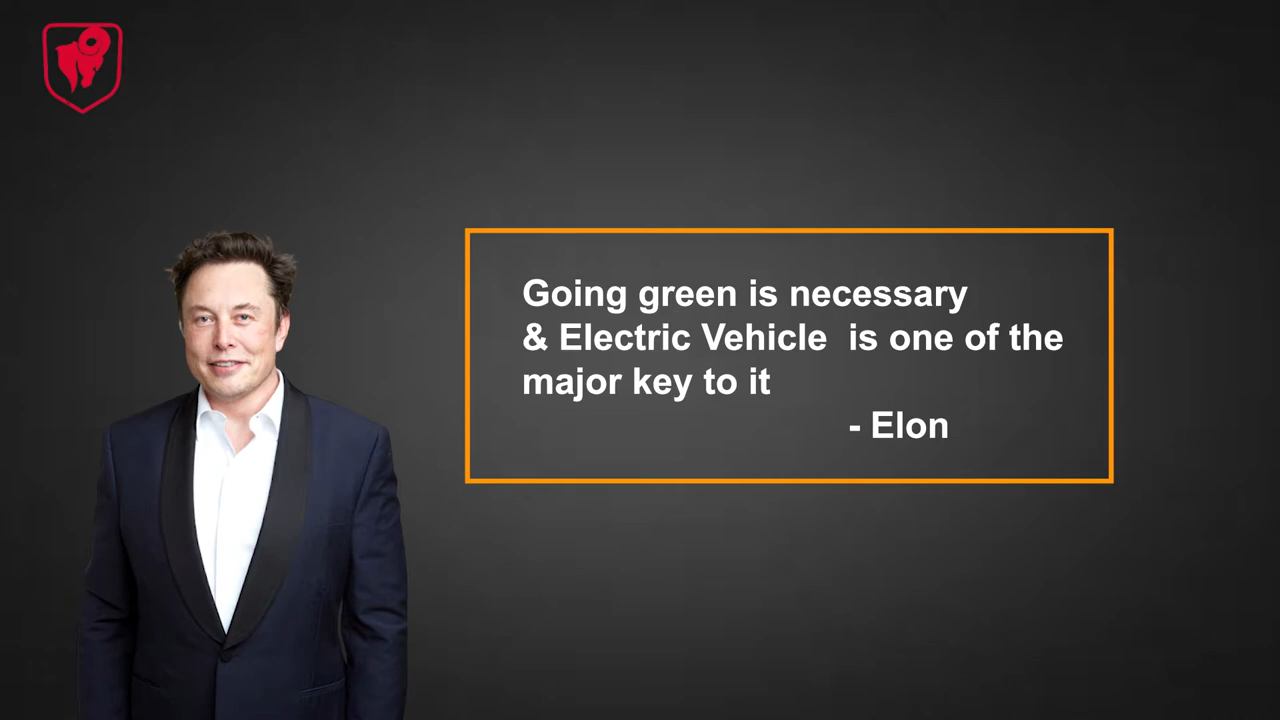 Going green is necessary
& Electric Vehicle  is one of the
major key to it
- Elon